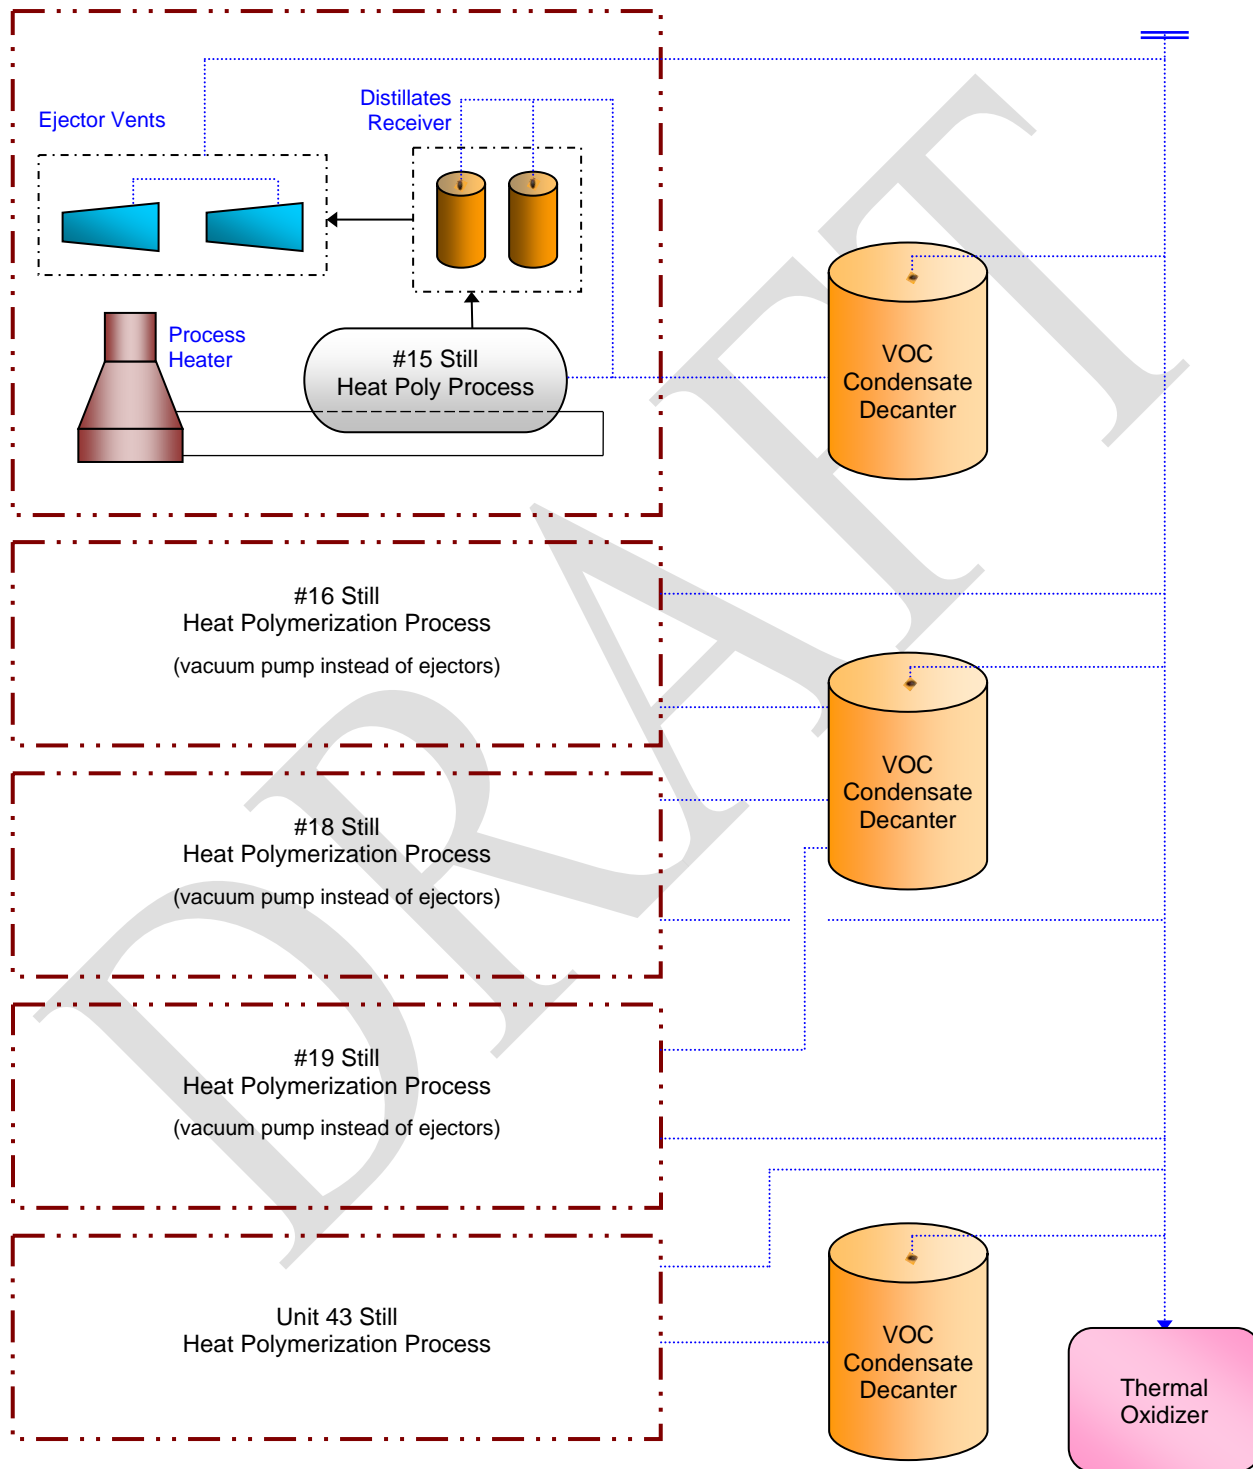 Ejector Vents
Distillates
Receiver
Process
Heater
#15 Still
Heat Poly Process
VOC
Condensate
Decanter
#16 Still
Heat Polymerization Process
(vacuum pump instead of ejectors)
VOC
Condensate
Decanter
#18 Still
Heat Polymerization Process
(vacuum pump instead of ejectors)
#19 Still
Heat Polymerization Process
(vacuum pump instead of ejectors)
Unit 43 Still
Heat Polymerization Process
VOC
Condensate
Decanter
Thermal
Oxidizer
DRAFT